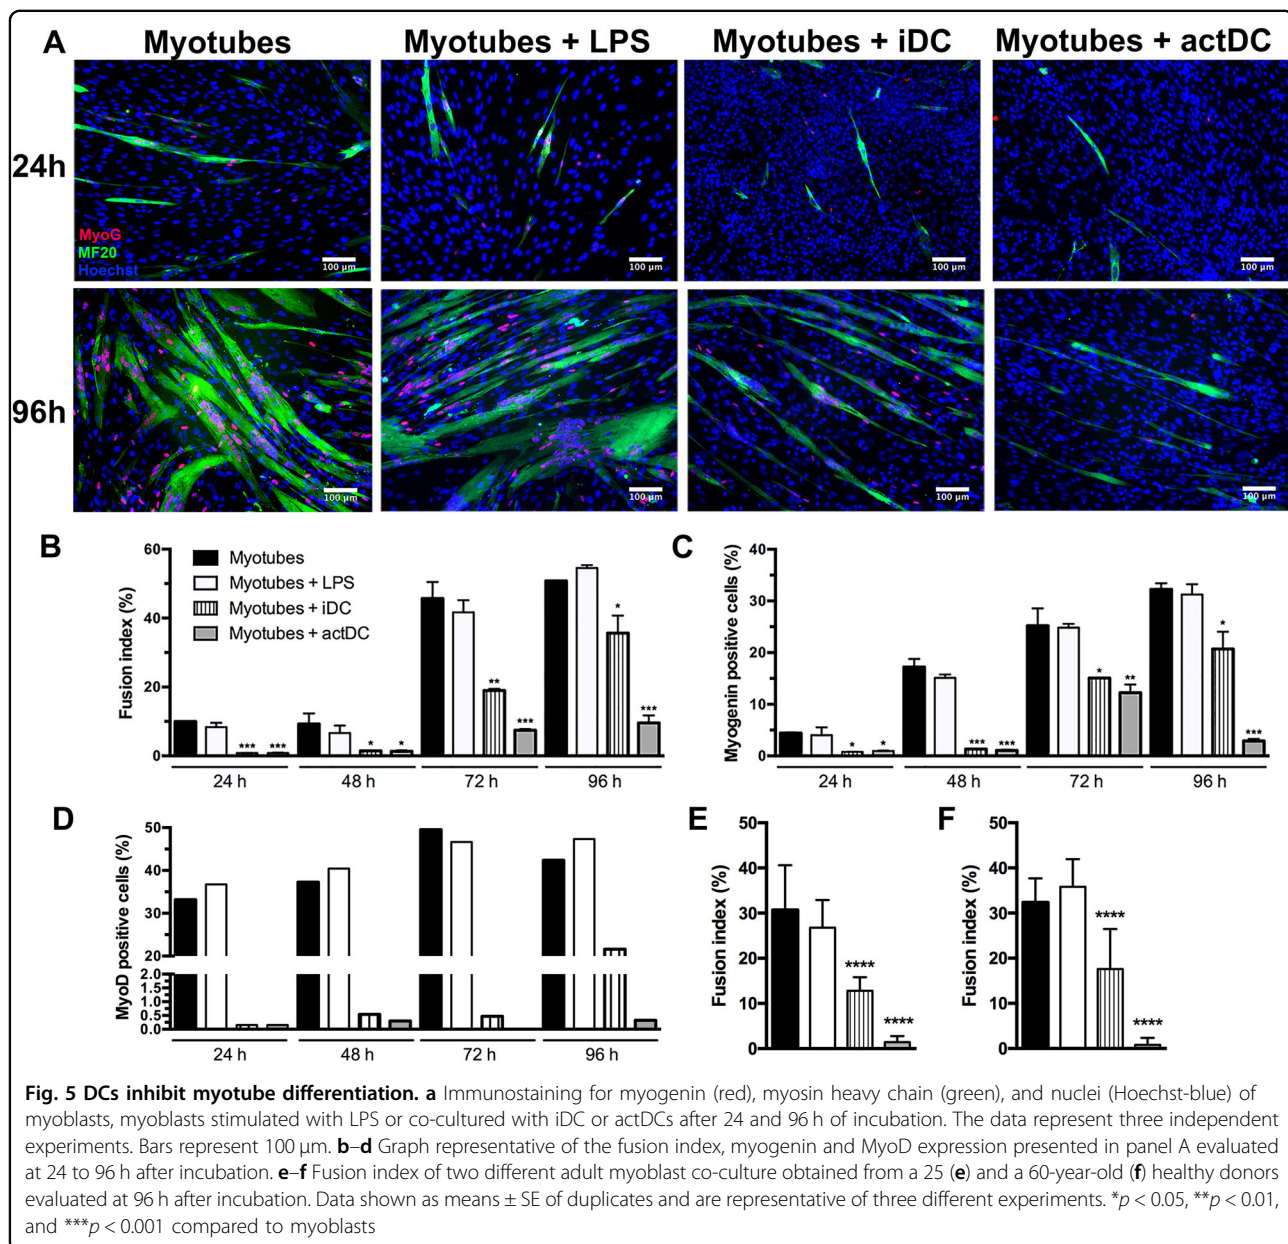 A
Myotubes
Myotubes + LPS
Myotubes + iDC
Myotubes + actDC
24h
MyoG
MF20
Hoechst
100 µm
100 µm
100 µm
100 µm
96h
100 µm
100 µm
100 µm
100 µm
B
Fusion index (%)
60
40
20
10
0
Myotubes
Myotubes + LPS
Myotubes + iDC
Myotubes + actDC
***
***
*
*
**
***
*
***
24 h
48 h
72 h
96 h
C
Myogenin positive cells (%)
40
30
20
10
5
0
*
*
***
***
*
**
*
***
24 h
48 h
72 h
96 h
D
MyoD positive cells (%)
50
40
30
20
2.0
1.5
1.0
0.5
0.0
24 h
48 h
72 h
96 h
E
Fusion index (%)
50
40
30
20
10
0
****
****
F
Fusion index (%)
50
40
30
20
10
0
****
****
Fig. 5 DCs inhibit myotube differentiation. a Immunostaining for myogenin (red), myosin heavy chain (green), and nuclei (Hoechst-blue) of
myoblasts, myoblasts stimulated with LPS or co-cultured with iDC or actDCs after 24 and 96 h of incubation. The data represent three independent
experiments. Bars represent 100 µm. b–d Graph representative of the fusion index, myogenin and MyoD expression presented in panel A evaluated
at 24 to 96 h after incubation. e–f Fusion index of two different adult myoblast co-culture obtained from a 25 (e) and a 60-year-old (f) healthy donors
evaluated at 96 h after incubation. Data shown as means ± SE of duplicates and are representative of three different experiments. *p < 0.05, **p < 0.01,
and ***p < 0.001 compared to myoblasts